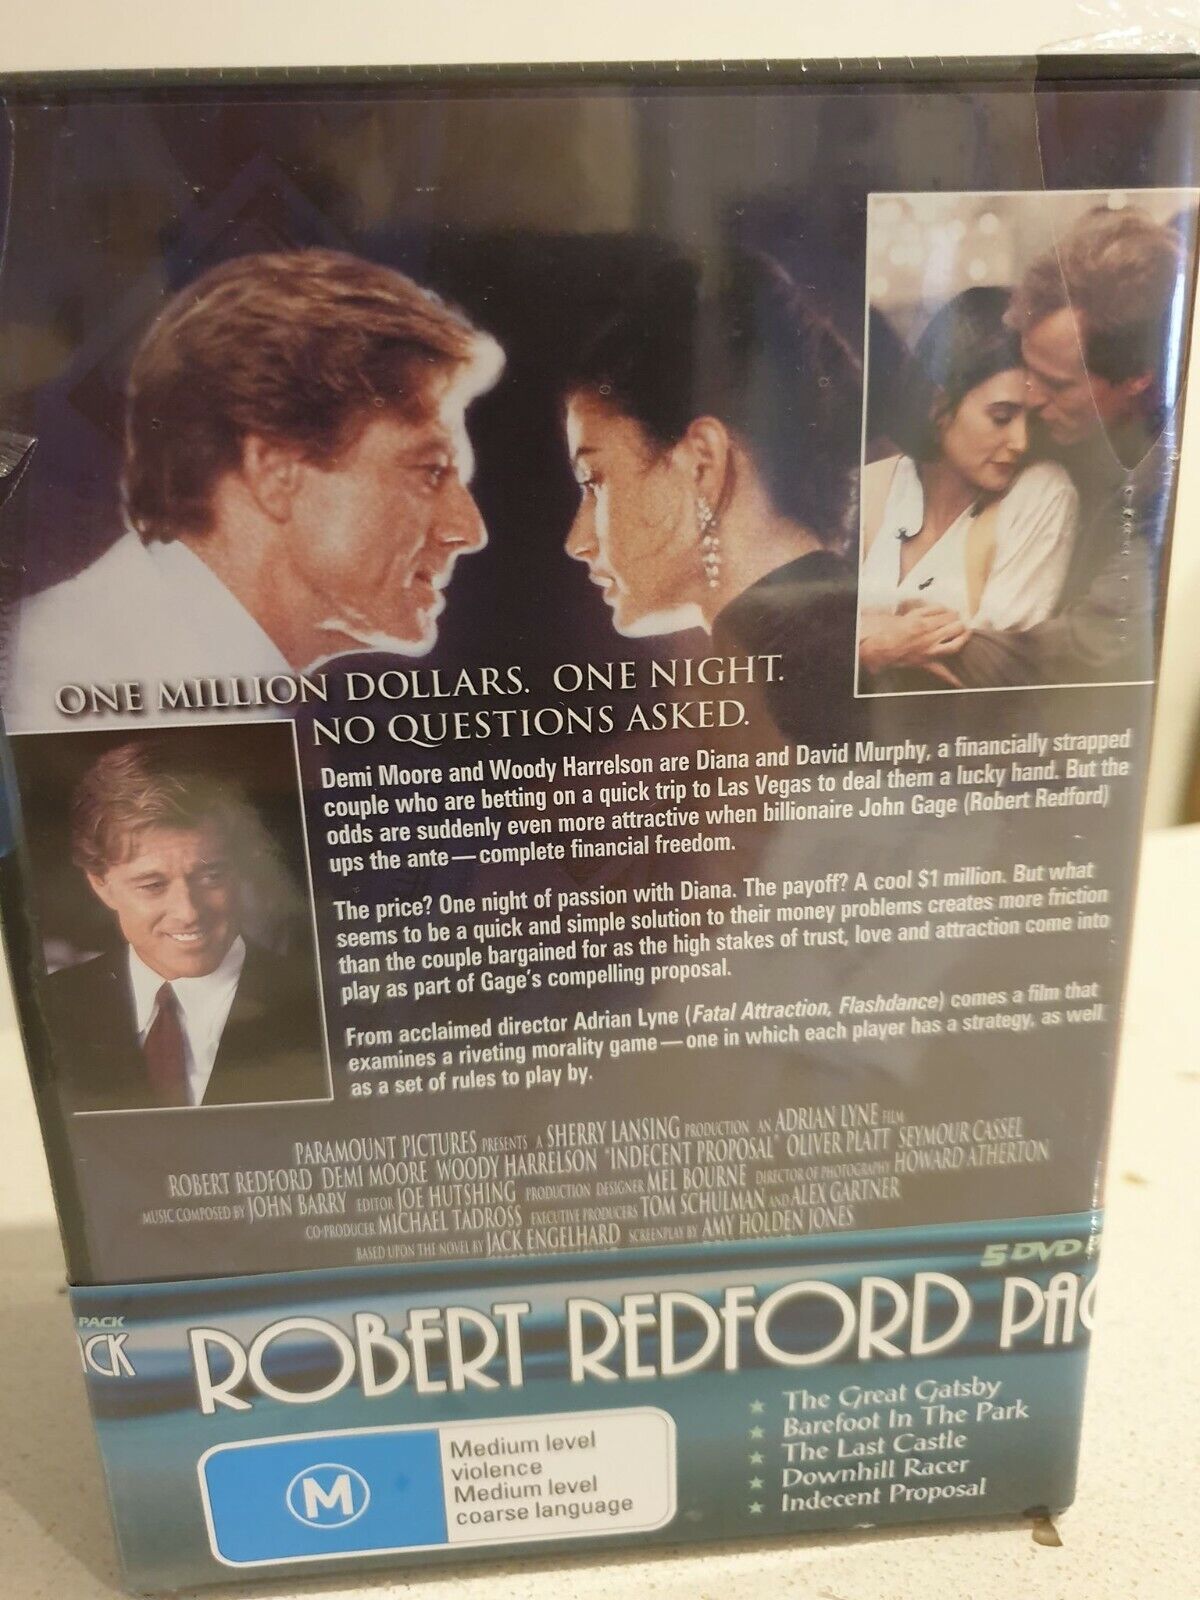 ONE MILLION DOLLARS. ONE NIGHT.
NO QUESTIONS ASKED.
Demi Moore and Woody Harrelson are Diana and David Murphy, a financially strapped
couple who are betting on a quick trip to Las Vegas to deal them a lucky hand. But the
odds are suddenly even more attractive when billionaire John Gage (Robert Redford)
ups the ante—complete financial freedom.
The price? One night of passion with Diana. The payoff? A cool $1 million. But what
seems to be a quick and simple solution to their money problems creates more friction
than the couple bargained for as the high stakes of trust, love and attraction come into
play as part of Gage's compelling proposal.
From acclaimed director Adrian Lyne (Fatal Attraction, Flashdance) comes a film that
examines a riveting morality game—one in which each player has a strategy, as well
as a set of rules to play by.
PARAMOUNT PICTURES PRESENTS A SHERRY LANSING PRODUCTION AN ADRIAN LYNE FILM
ROBERT REDFORD DEMI MOORE WOODY HARRELSON "INDECENT PROPOSAL" OLIVER PLATT SEYMOUR CASSEL
MUSIC COMPOSED BY JOHN BARRY EDITOR JOE HUTSHING PRODUCTION DESIGNER MEL BOURNE DIRECTOR OF PHOTOGRAPHY HOWARD ATHERTON
CO-PRODUCER MICHAEL TADROSS EXECUTIVE PRODUCERS TOM SCHULMAN AND ALEX GARTNER
BASED UPON THE NOVEL BY JACK ENGELHARD SCREENPLAY BY AMY HOLDEN JONES
5 DVD
PACK
ACK
ROBERT REDFORD PAC
M
Medium level
violence
Medium level
coarse language
The Great Gatsby
Barefoot In The Park
The Last Castle
Downhill Racer
Indecent Proposal